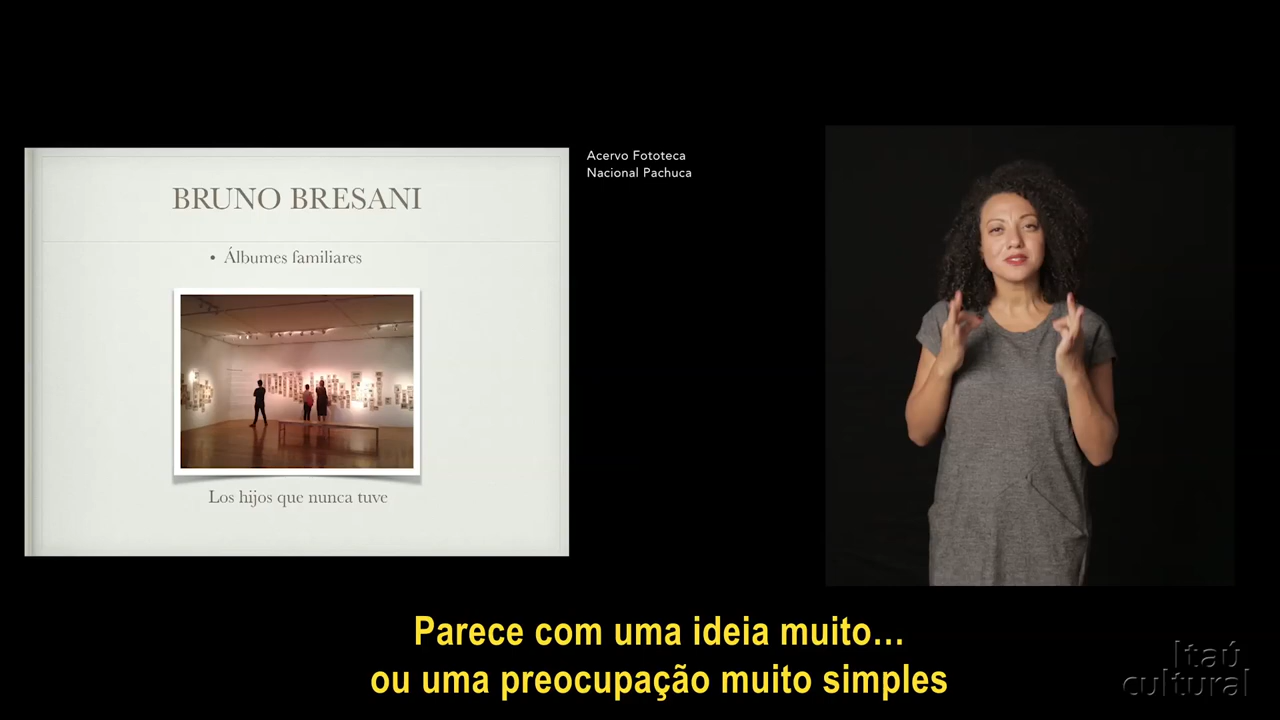 BRUNO BRESANI
• Álbumes familiares
Los hijos que nunca tuve
Acervo Fototeca
Nacional Pachuca
Parece com uma ideia muito...
ou uma preocupação muito simples
Itaú
cultural